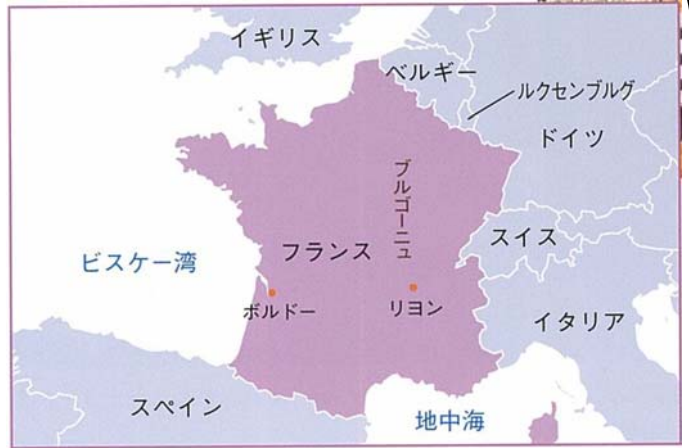 イギリス
ベルギー
ルクセンブルグ
ドイツ
ブルゴーニュ
スイス
フランス
ビスケー湾
ボルドー
リヨン
イタリア
スペイン
地中海